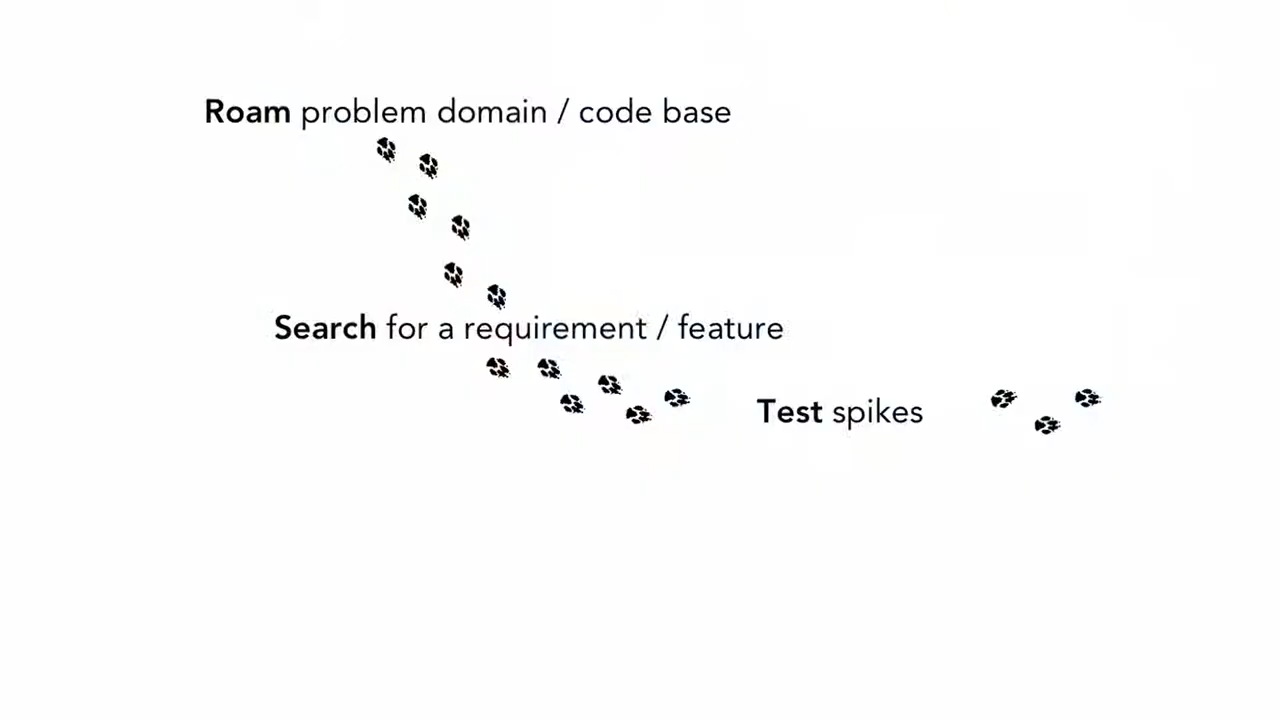 Roam problem domain / code base
Search for a requirement / feature
Test spikes